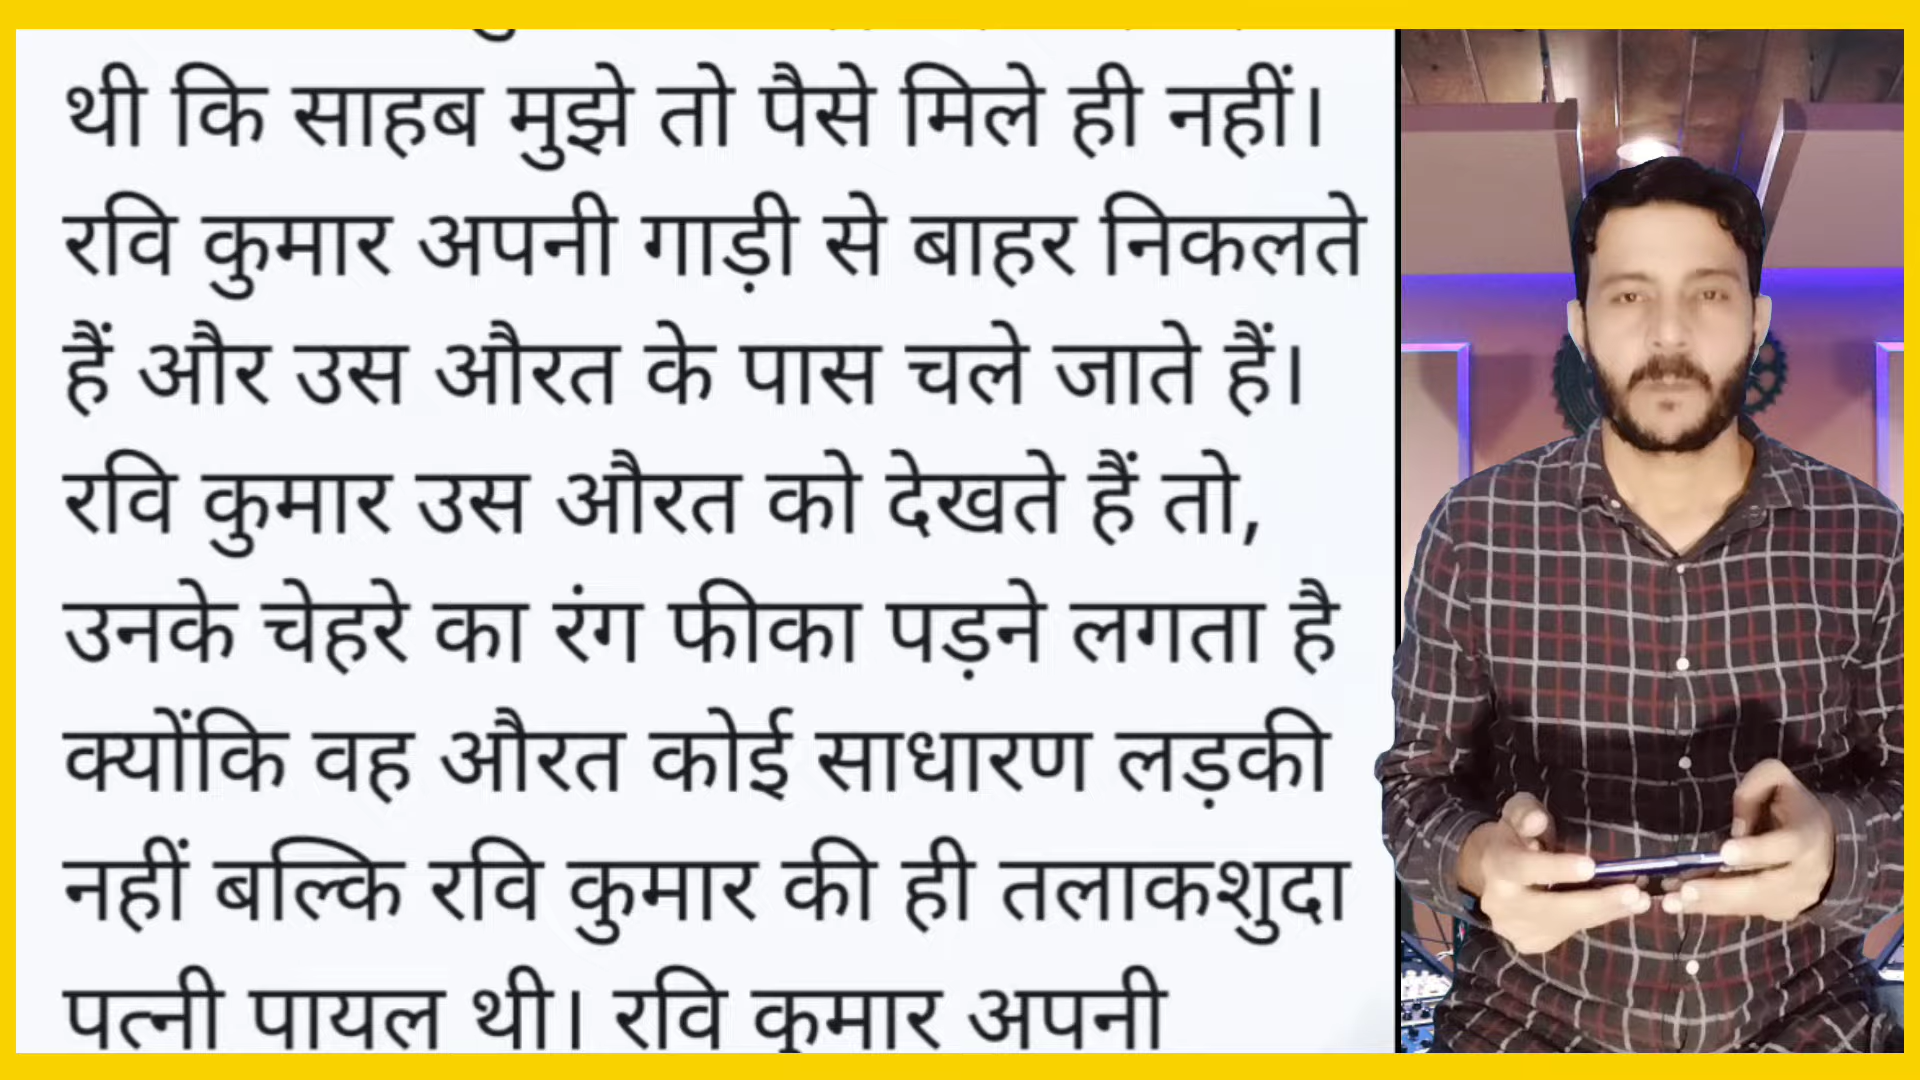 थी कि साहब मुझे तो पैसे मिले ही नहीं।
रवि कुमार अपनी गाड़ी से बाहर निकलते
हैं और उस औरत के पास चले जाते हैं।
रवि कुमार उस औरत को देखते हैं तो,
उनके चेहरे का रंग फीका पड़ने लगता है
क्योंकि वह औरत कोई साधारण लड़की
नहीं बल्कि रवि कुमार की ही तलाकशुदा
पत्नी पायल थी। रवि कुमार अपनी